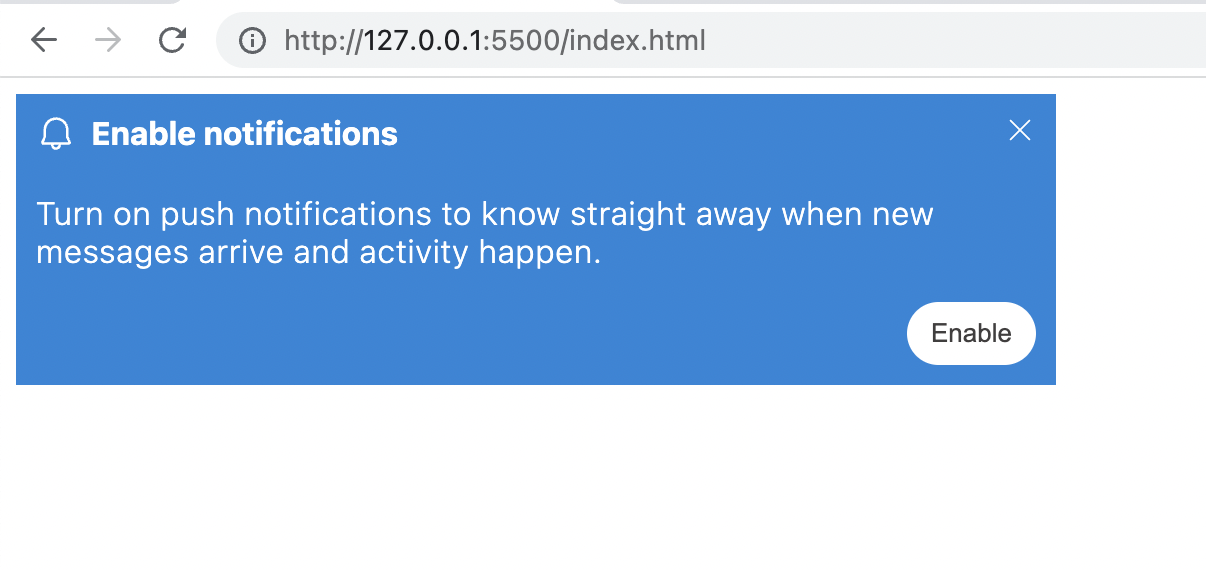 http://127.0.0.1:5500/index.html
Enable notifications
Turn on push notifications to know straight away when new
messages arrive and activity happen.
Enable